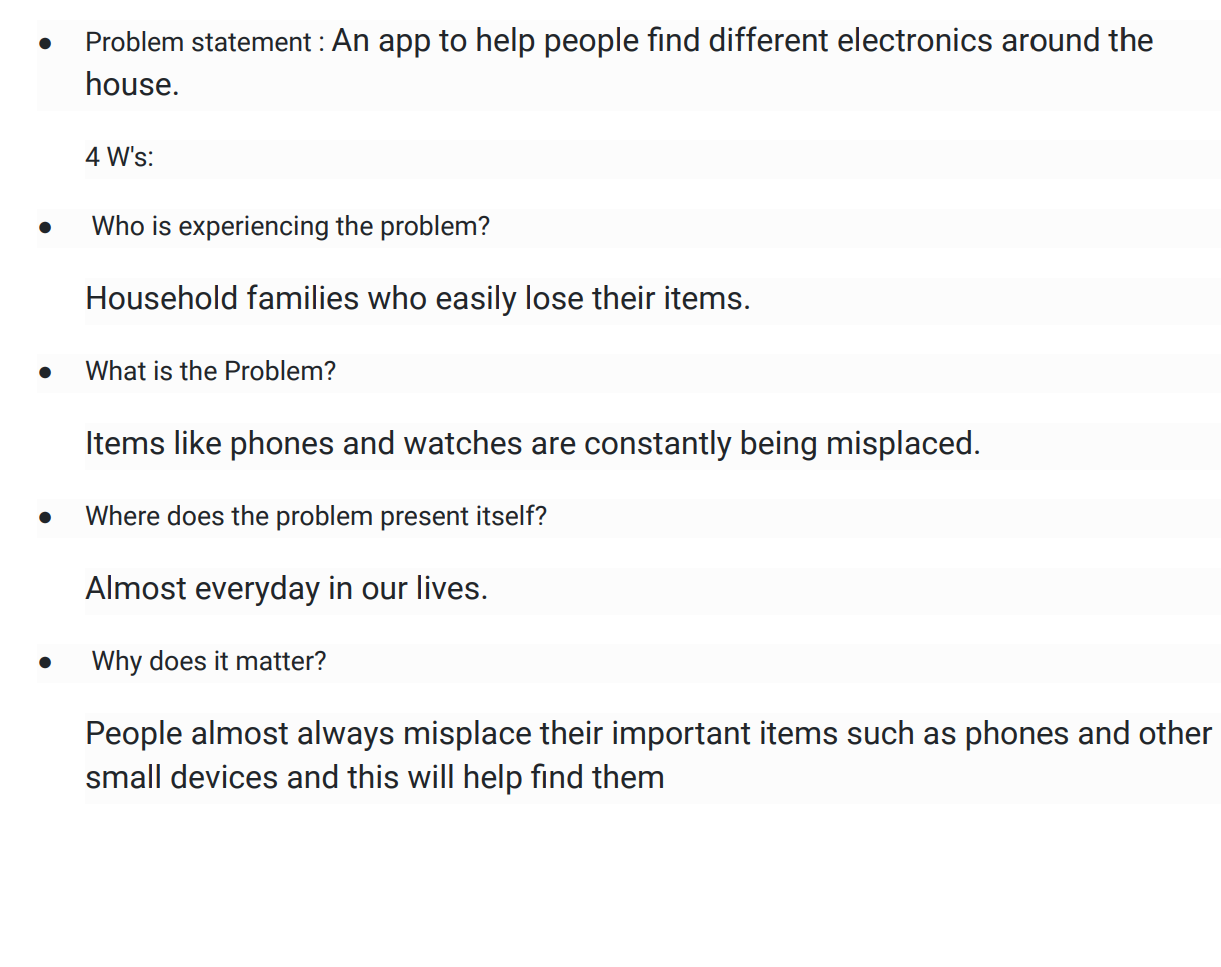 ● Problem statement : An app to help people find different electronics around the
house.
4 W's:
● Who is experiencing the problem?
Household families who easily lose their items.
● What is the Problem?
Items like phones and watches are constantly being misplaced.
● Where does the problem present itself?
Almost everyday in our lives.
● Why does it matter?
People almost always misplace their important items such as phones and other
small devices and this will help find them